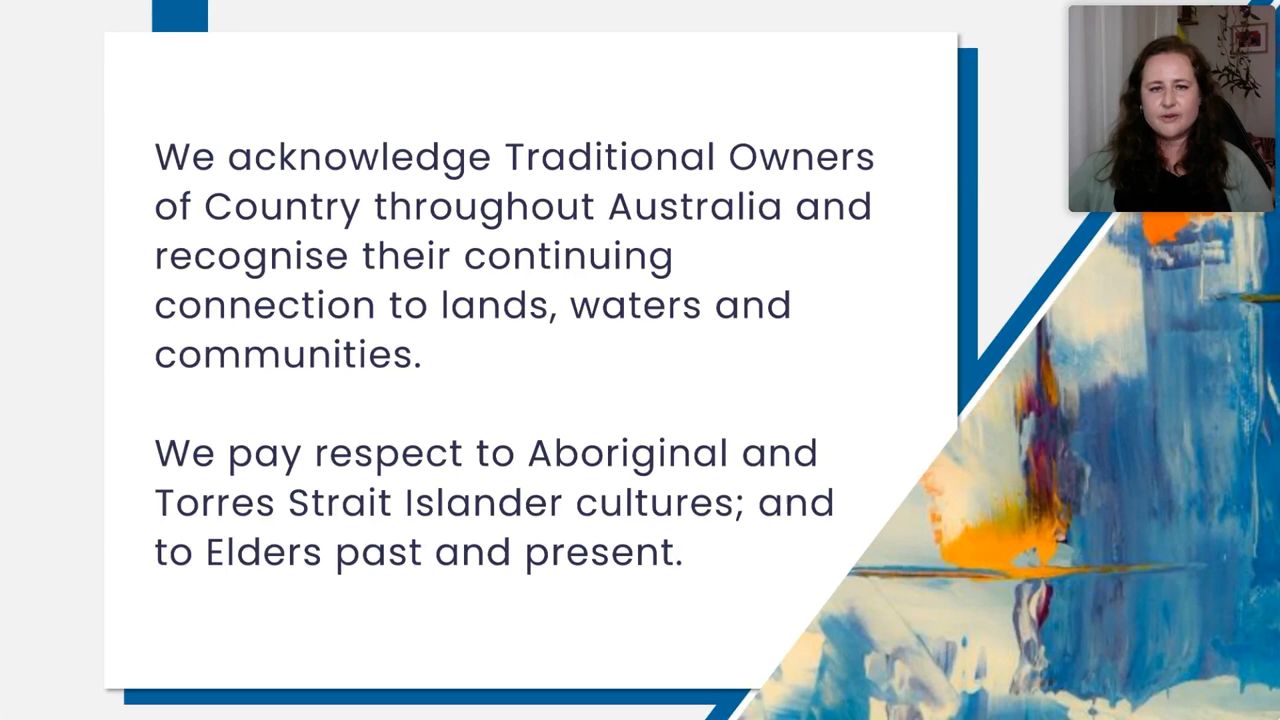 We acknowledge Traditional Owners
of Country throughout Australia and
recognise their continuing
connection to lands, waters and
communities.
We pay respect to Aboriginal and
Torres Strait Islander cultures; and
to Elders past and present.